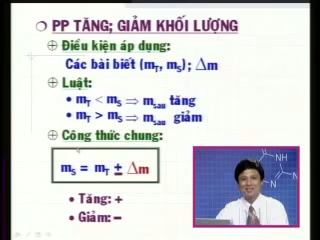 PP TĂNG; GIẢM KHỐI LƯỢNG
Điều kiện áp dụng:
Các bài biết (mT, mS) ; Δm
Luật:
• mT < mS ⇒ msau tăng
• mT > mS ⇒ msau giảm
Công thức chung:
mS = mT ± Δm
• Tăng: +
• Giảm: −
NH
N